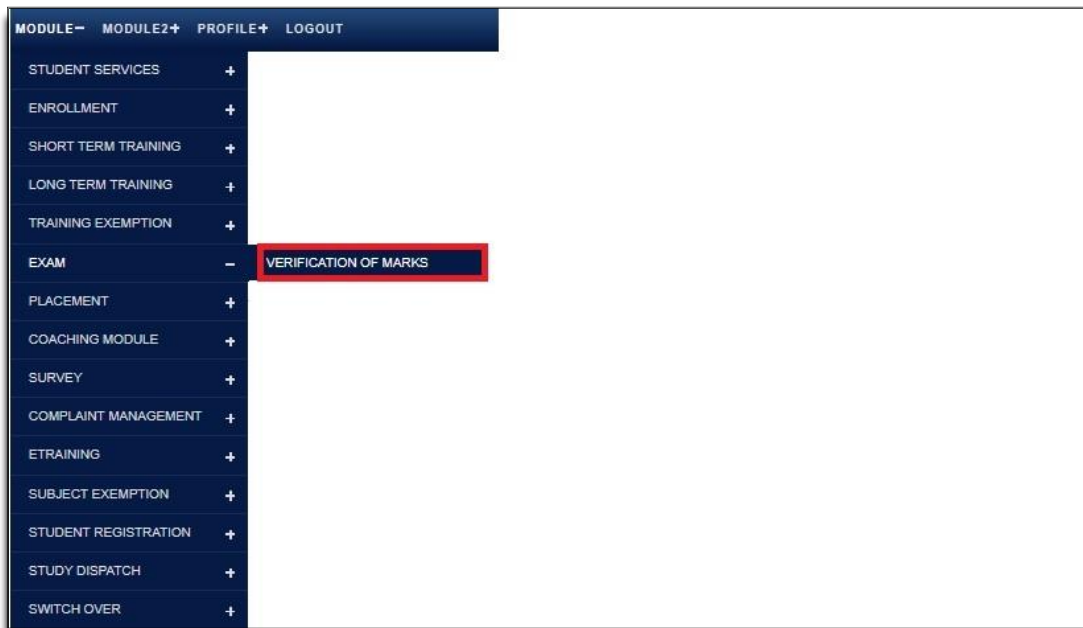 MODULE− MODULE2+ PROFILE+ LOGOUT
STUDENT SERVICES +
ENROLLMENT +
SHORT TERM TRAINING +
LONG TERM TRAINING +
TRAINING EXEMPTION +
EXAM − VERIFICATION OF MARKS
PLACEMENT +
COACHING MODULE +
SURVEY +
COMPLAINT MANAGEMENT +
ETRAINING +
SUBJECT EXEMPTION +
STUDENT REGISTRATION +
STUDY DISPATCH +
SWITCH OVER +